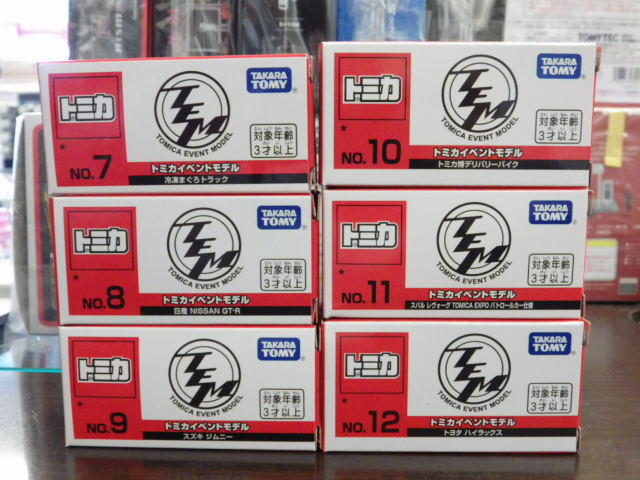 トミカ
NO.7
TEM
TOMICA EVENT MODEL
TAKARA TOMY
対象年齢
3才以上
トミカイベントモデル
冷凍まぐろトラック
トミカ
NO.8
TEM
TOMICA EVENT MODEL
TAKARA TOMY
対象年齢
3才以上
トミカイベントモデル
日産 NISSAN GT-R
トミカ
NO.9
TEM
TOMICA EVENT MODEL
TAKARA TOMY
対象年齢
3才以上
トミカイベントモデル
スズキ ジムニー
トミカ
NO.10
TEM
TOMICA EVENT MODEL
TAKARA TOMY
対象年齢
3才以上
トミカイベントモデル
トミカ博デリバリーバイク
トミカ
NO.11
TEM
TOMICA EVENT MODEL
TAKARA TOMY
対象年齢
3才以上
トミカイベントモデル
スバル レヴォーグ TOMICA EXPO パトロールカー仕様
トミカ
NO.12
TEM
TOMICA EVENT MODEL
TAKARA TOMY
対象年齢
3才以上
トミカイベントモデル
トヨタ ハイラックス
TOMYTEC